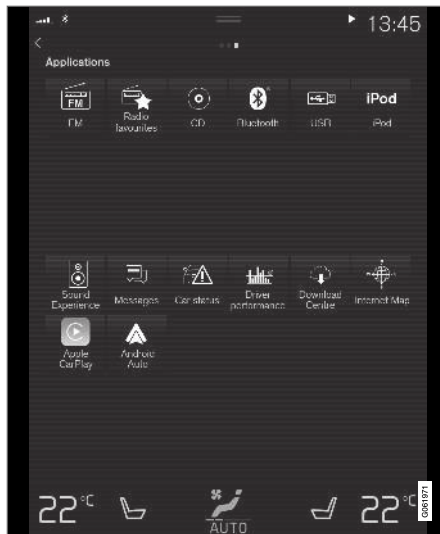 13:45
Applications
FM
iPod
FM
Radio
favourites
CD
Bluetooth
USB
iPod
Sound
Experience
Messages
Car status
Driver
performance
Download
Centre
Internet Map
Apple
CarPlay
Android
Auto
22°C
AUTO
22°C
G061971